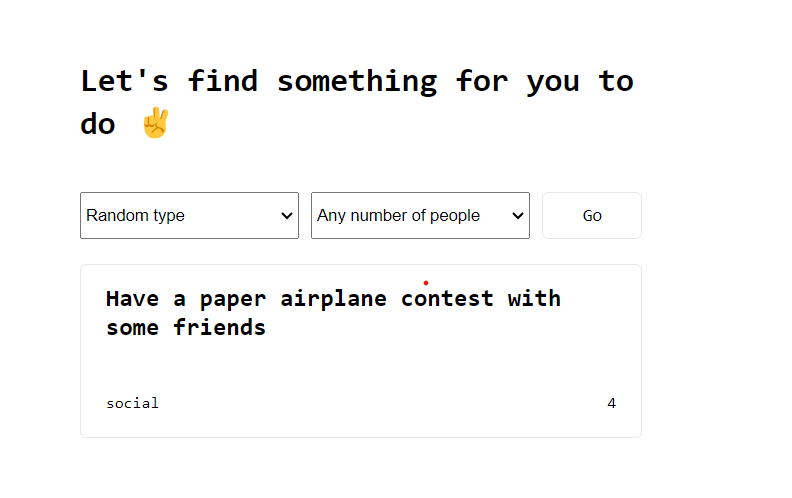 Let's find something for you to
do ✌️
Random type
Any number of people
Go
Have a paper airplane contest with
some friends
social
4